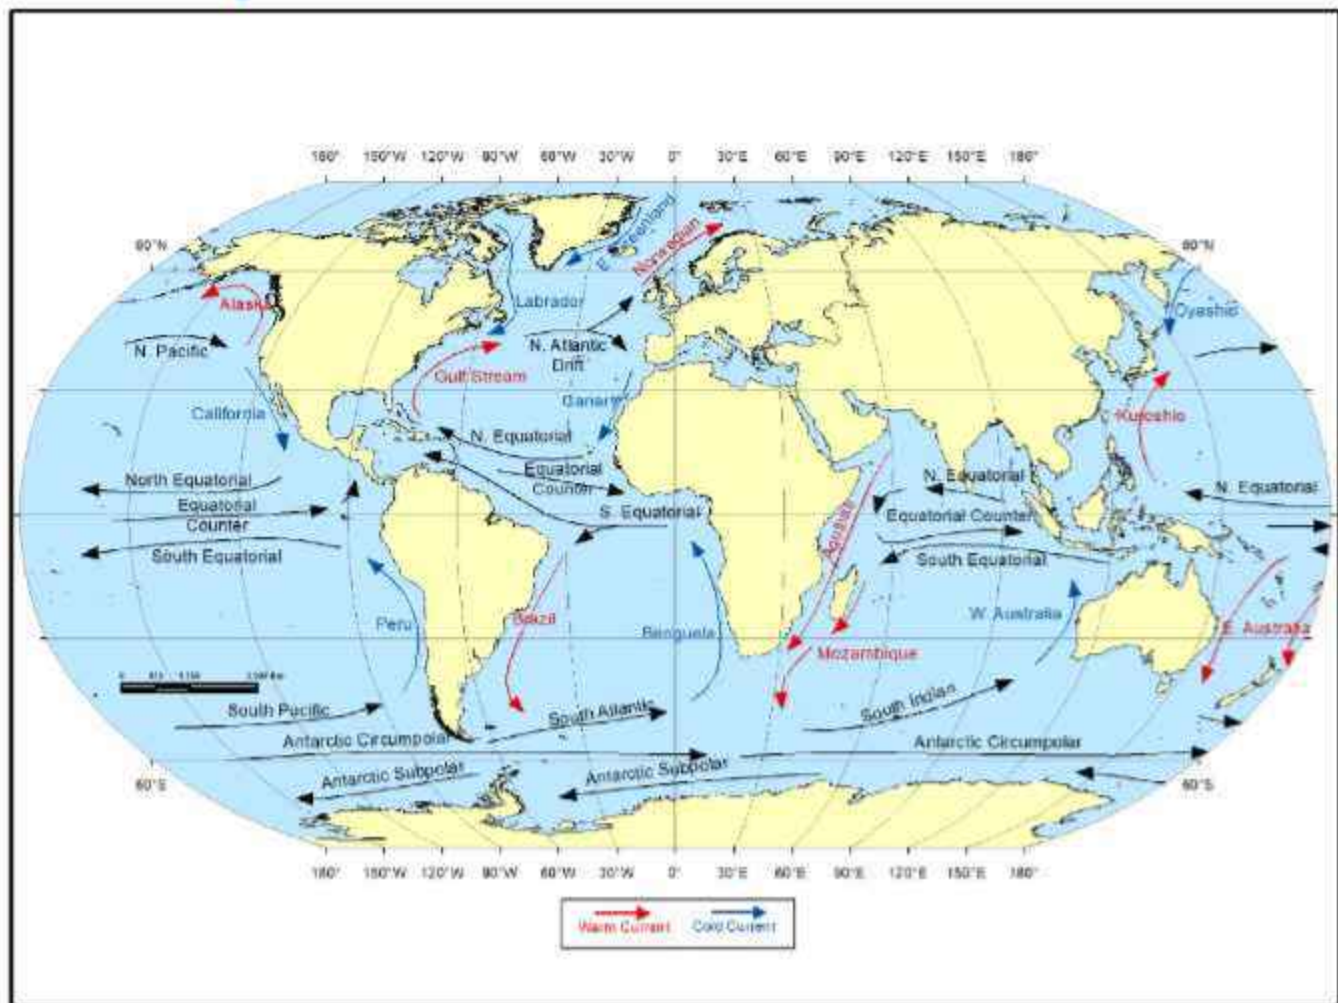 180° 150°W 120°W 90°W 60°W 30°W 0° 30°E 60°E 90°E 120°E 150°E 180°
60°N
60°N
E. Greenland
Norwegian
Alaska
Labrador
Oyashio
N. Pacific
N. Atlantic
Drift
Gulf Stream
California
Canary
Kuroshio
N. Equatorial
North Equatorial
Equatorial
Counter
N. Equatorial
N. Equatorial
Equatorial
Counter
S. Equatorial
Equatorial Counter
South Equatorial
South Equatorial
Agulhas
Peru
Brazil
Benguela
W. Australia
E. Australia
Mozambique
South Pacific
South Atlantic
South Indian
Antarctic Circumpolar
Antarctic Circumpolar
Antarctic Subpolar
Antarctic Subpolar
60°S
60°S
180° 150°W 120°W 90°W 60°W 30°W 0° 30°E 60°E 90°E 120°E 150°E 180°
Warm Current
Cold Current